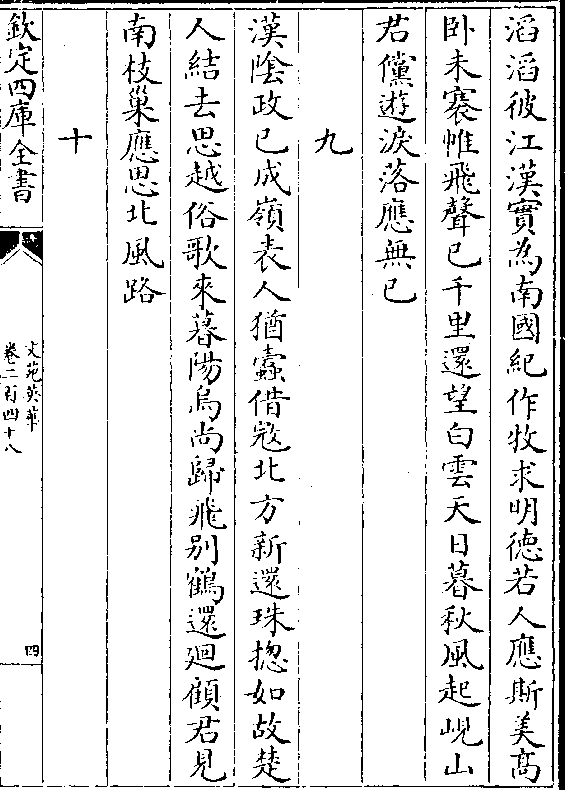 滔滔彼江漢實為南國紀作牧求明徳若人應斯美髙
卧未褰帷飛聲已千里還望白雲天日暮秋風起峴山
君儻遊淚落應無已
九
漢陰政已成嶺表人猶蠹借宼北方新還珠揔如故楚
人結去思越俗歌來暮陽烏尚歸飛别鶴還廻顧君見
南枝巢應思北風路
十
欽定四庫全書
文苑英華
卷二百四十八
四